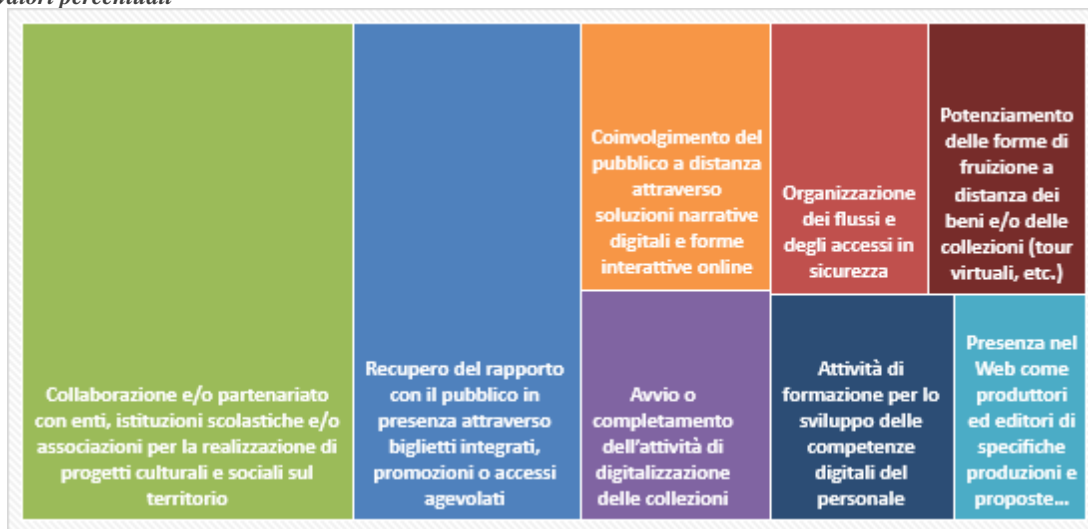 Valori percentuali
Collaborazione e/o partenariato
con enti, istituzioni scolastiche e/o
associazioni per la realizzazione di
progetti culturali e sociali sul
territorio
Recupero del rapporto
con il pubblico in
presenza attraverso
biglietti integrati,
promozioni o accessi
agevolati
Coinvolgimento del
pubblico a distanza
attraverso
soluzioni narrative
digitali e forme
interattive online
Avvio o
completamento
dell'attività di
digitalizzazione
delle collezioni
Organizzazione
dei flussi e
degli accessi in
sicurezza
Potenziamento
delle forme di
fruizione a
distanza dei
beni e/o delle
collezioni (tour
virtuali, etc.)
Attività di
formazione per lo
sviluppo delle
competenze
digitali del
personale
Presenza nel
Web come
produttori
ed editori di
specifiche
produzioni e
proposte...